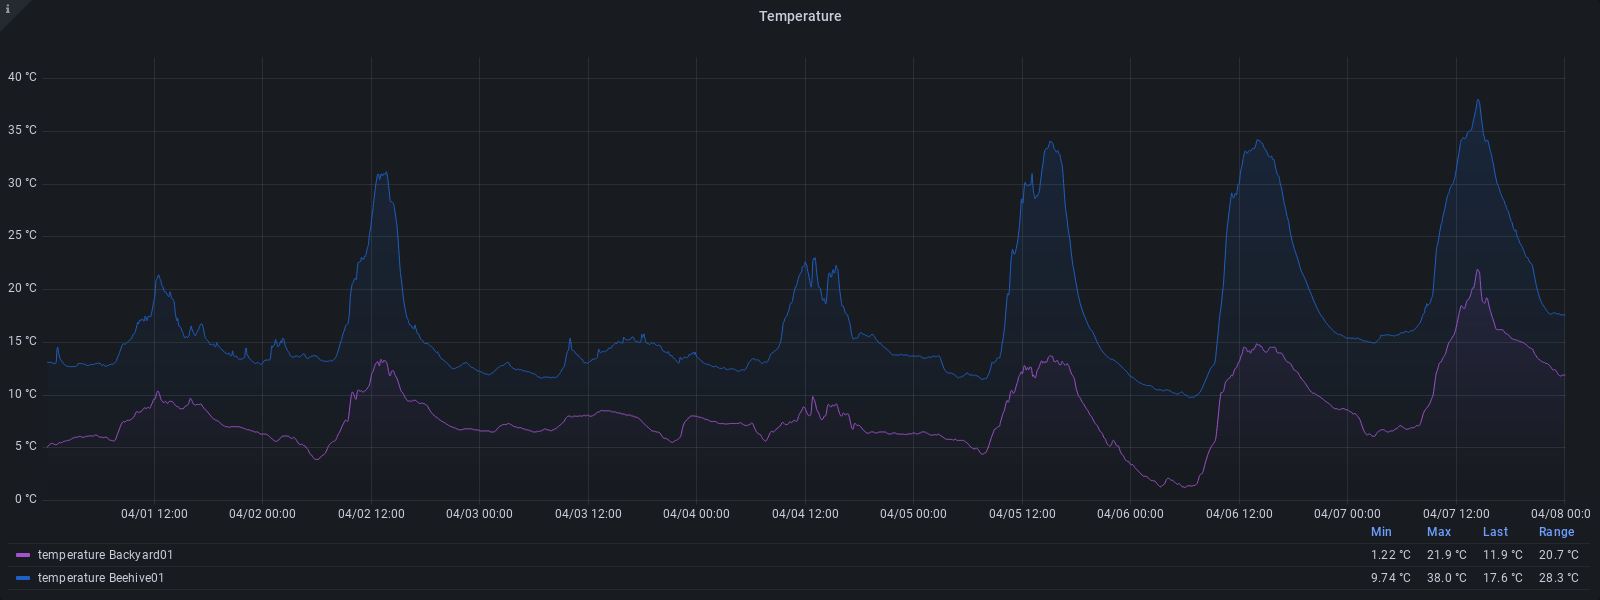 i
Temperature
40 °C
35 °C
30 °C
25 °C
20 °C
15 °C
10 °C
5 °C
0 °C
04/01 12:00 04/02 00:00 04/02 12:00 04/03 00:00 04/03 12:00 04/04 00:00 04/04 12:00 04/05 00:00 04/05 12:00 04/06 00:00 04/06 12:00 04/07 00:00 04/07 12:00 04/08 00:0
Min Max Last Range
temperature Backyard01 1.22 °C 21.9 °C 11.9 °C 20.7 °C
temperature Beehive01 9.74 °C 38.0 °C 17.6 °C 28.3 °C